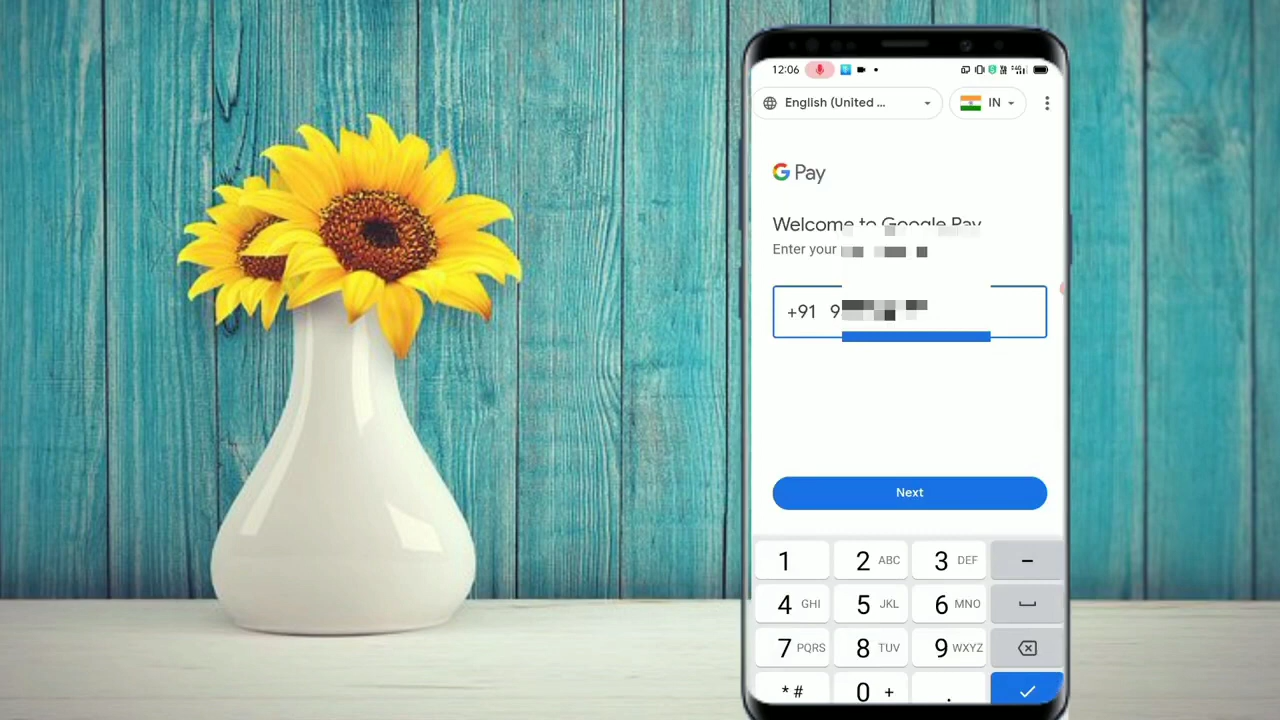 12:06
English (United ...
IN
G Pay
Welcome to Google Pay
Enter your
+91 9
Next
1
2 ABC
3 DEF
-
4 GHI
5 JKL
6 MNO
7 PQRS
8 TUV
9 WXYZ
* #
0 +
.